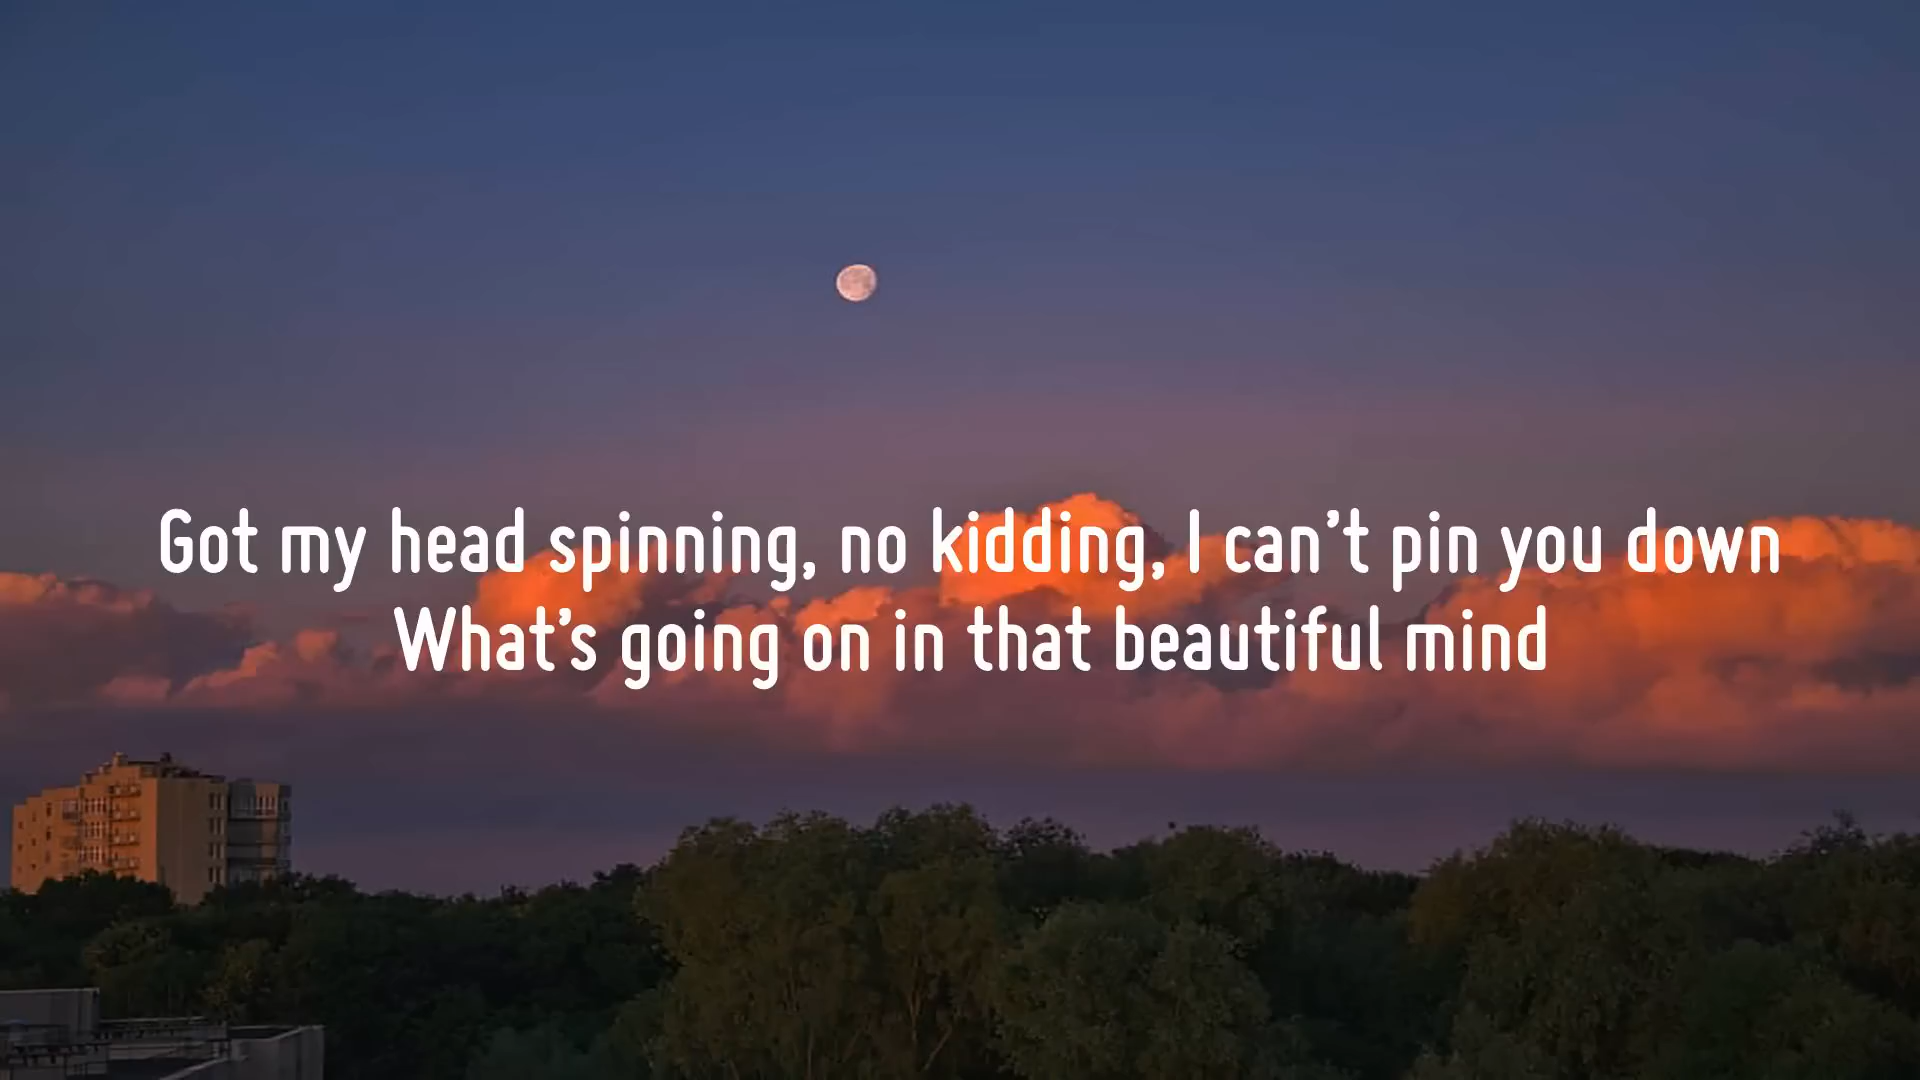 Got my head spinning, no kidding, I can’t pin you down
What’s going on in that beautiful mind